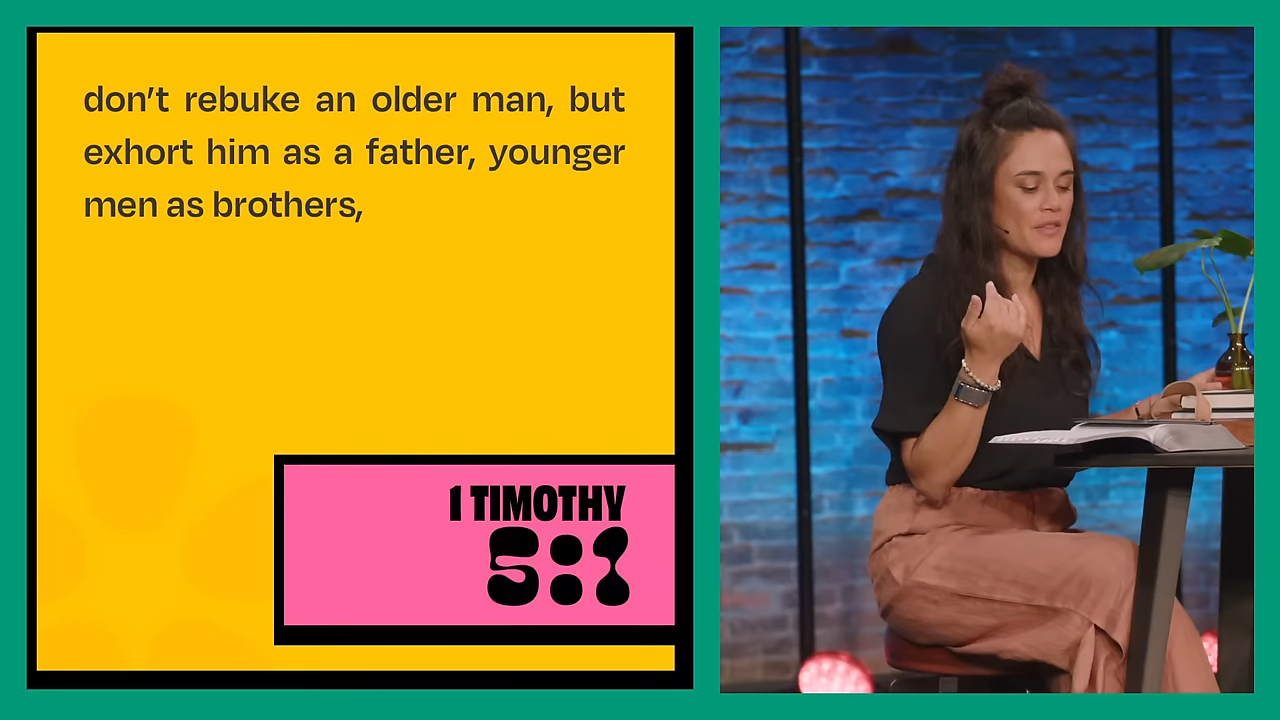 don’t rebuke an older man, but
exhort him as a father, younger
men as brothers,
1 TIMOTHY
5:1